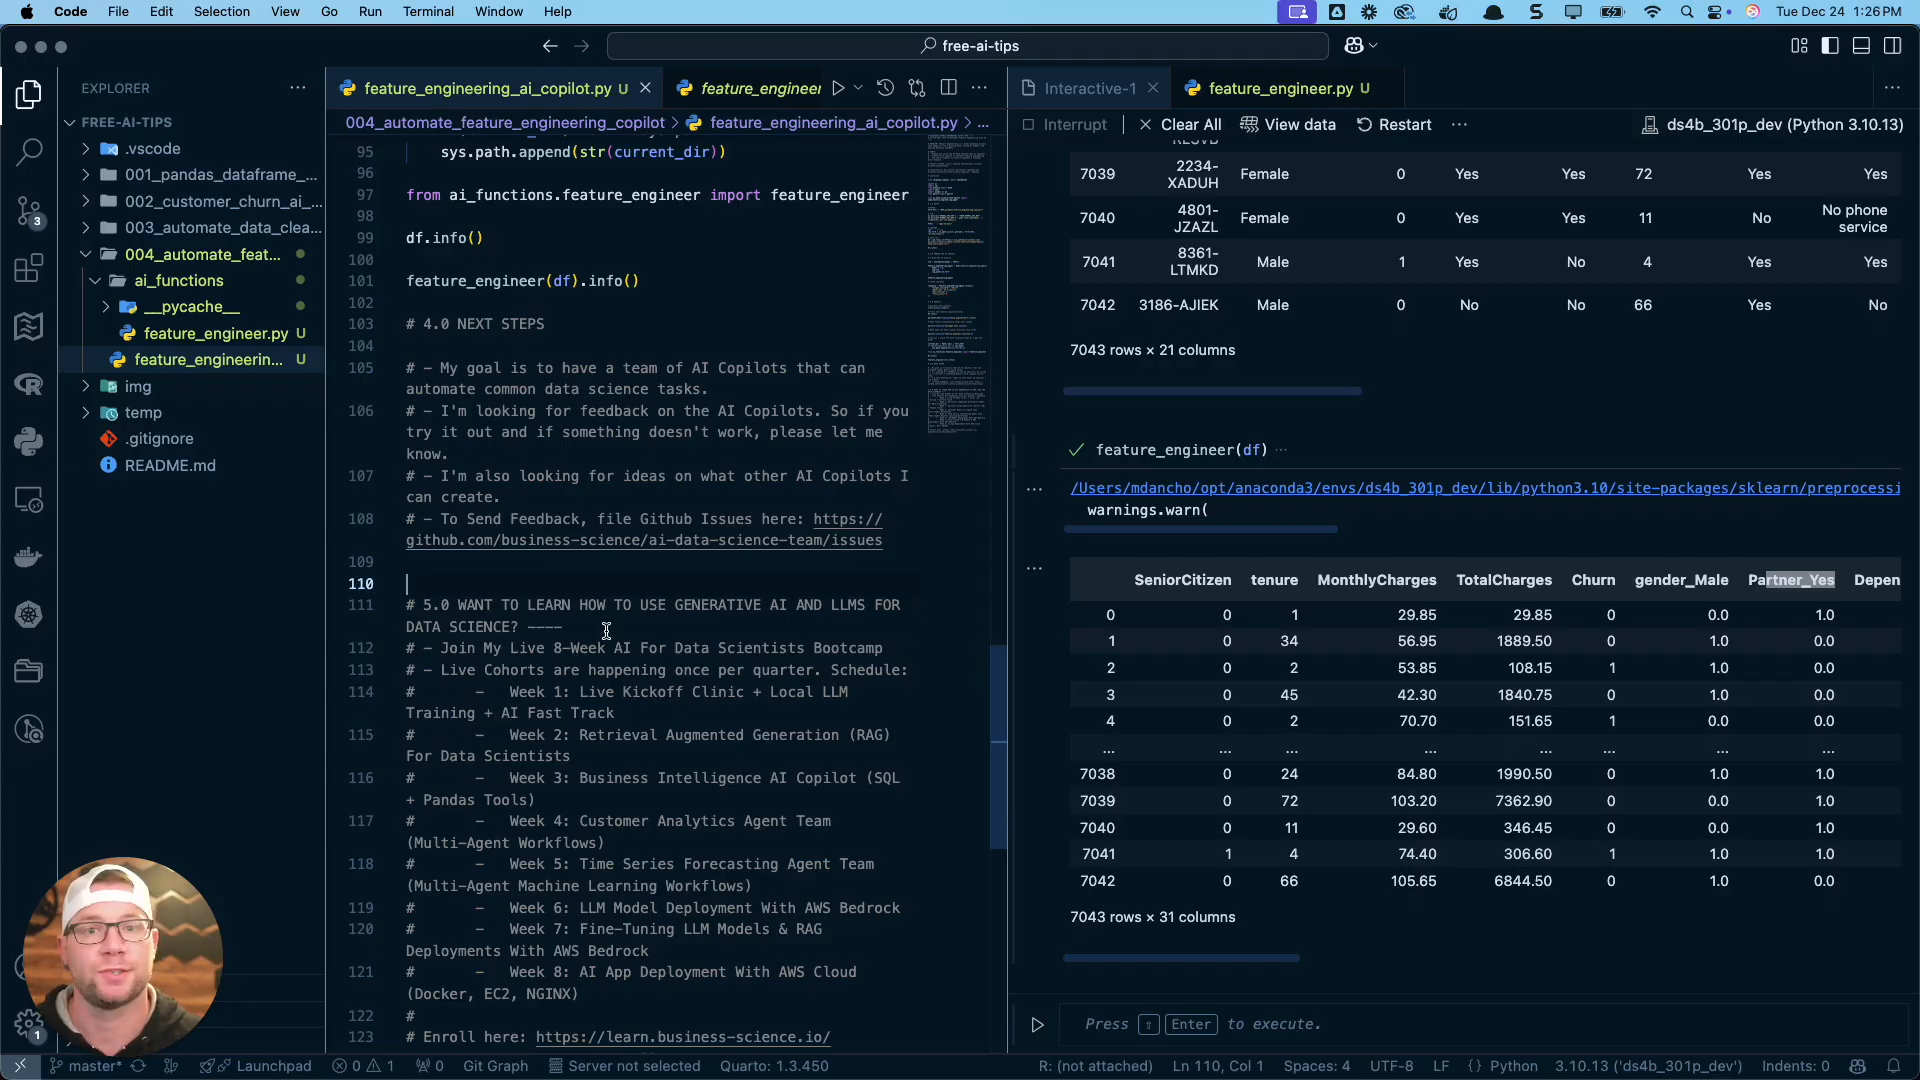 Code File Edit Selection View Go Run Terminal Window Help
Tue Dec 24 1:26 PM
free-ai-tips
EXPLORER
FREE-AI-TIPS
.vscode
001_pandas_dataframe_...
002_customer_churn_ai_...
003_automate_data_clea...
004_automate_feat...
ai_functions
__pycache__
feature_engineer.py U
feature_engineerin... U
img
temp
.gitignore
README.md
3
1
feature_engineering_ai_copilot.py U
feature_engineer
004_automate_feature_engineering_copilot > feature_engineering_ai_copilot.py > ...
95 sys.path.append(str(current_dir))
96
97 from ai_functions.feature_engineer import feature_engineer
98
99 df.info()
100
101 feature_engineer(df).info()
102
103 # 4.0 NEXT STEPS
104
105 # - My goal is to have a team of AI Copilots that can
automate common data science tasks.
106 # - I'm looking for feedback on the AI Copilots. So if you
try it out and if something doesn't work, please let me
know.
107 # - I'm also looking for ideas on what other AI Copilots I
can create.
108 # - To Send Feedback, file Github Issues here: https://
github.com/business-science/ai-data-science-team/issues
109
110
111 # 5.0 WANT TO LEARN HOW TO USE GENERATIVE AI AND LLMS FOR
DATA SCIENCE? ----
112 # - Join My Live 8-Week AI For Data Scientists Bootcamp
113 # - Live Cohorts are happening once per quarter. Schedule:
114 # - Week 1: Live Kickoff Clinic + Local LLM
Training + AI Fast Track
115 # - Week 2: Retrieval Augmented Generation (RAG)
For Data Scientists
116 # - Week 3: Business Intelligence AI Copilot (SQL
+ Pandas Tools)
117 # - Week 4: Customer Analytics Agent Team
(Multi-Agent Workflows)
118 # - Week 5: Time Series Forecasting Agent Team
(Multi-Agent Machine Learning Workflows)
119 # - Week 6: LLM Model Deployment With AWS Bedrock
120 # - Week 7: Fine-Tuning LLM Models & RAG
Deployments With AWS Bedrock
121 # - Week 8: AI App Deployment With AWS Cloud
(Docker, EC2, NGINX)
122 #
123 # Enroll here: https://learn.business-science.io/
Interactive-1
feature_engineer.py U
Interrupt Clear All View data Restart ... ds4b_301p_dev (Python 3.10.13)
7039 2234-XADUH Female 0 Yes Yes 72 Yes Yes
7040 4801-JZAZL Female 0 Yes Yes 11 No No phone service
7041 8361-LTMKD Male 1 Yes No 4 Yes Yes
7042 3186-AJIEK Male 0 No No 66 Yes No
7043 rows × 21 columns
feature_engineer(df) ...
/Users/mdancho/opt/anaconda3/envs/ds4b_301p_dev/lib/python3.10/site-packages/sklearn/preprocessi
warnings.warn(
SeniorCitizen tenure MonthlyCharges TotalCharges Churn gender_Male Partner_Yes Depen
0 0 1 29.85 29.85 0 0.0 1.0
1 0 34 56.95 1889.50 0 1.0 0.0
2 0 2 53.85 108.15 1 1.0 0.0
3 0 45 42.30 1840.75 0 1.0 0.0
4 0 2 70.70 151.65 1 0.0 0.0
... ... ... ... ... ... ... ...
7038 0 24 84.80 1990.50 0 1.0 1.0
7039 0 72 103.20 7362.90 0 0.0 1.0
7040 0 11 29.60 346.45 0 0.0 1.0
7041 1 4 74.40 306.60 1 1.0 1.0
7042 0 66 105.65 6844.50 0 1.0 0.0
7043 rows × 31 columns
Press ⇧ Enter to execute.
master* Launchpad 0 1 0 Git Graph Server not selected Quarto: 1.3.450 R: (not attached) Ln 110, Col 1 Spaces: 4 UTF-8 LF {} Python 3.10.13 ('ds4b_301p_dev') Indents: 0